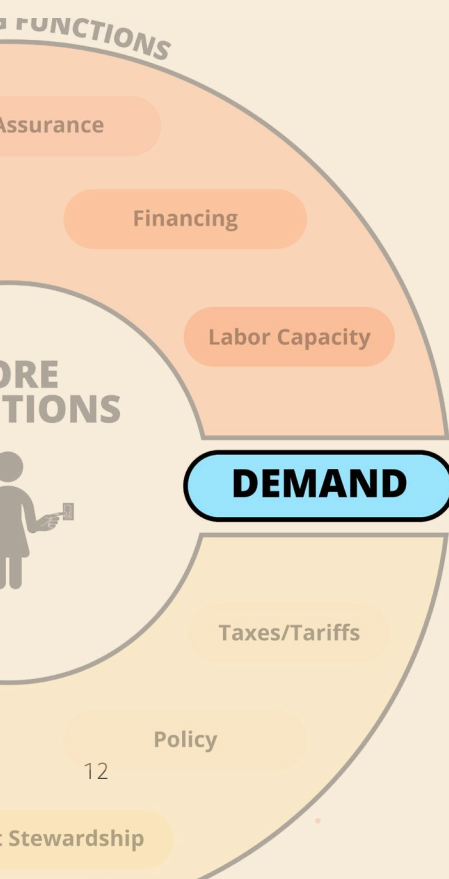 FUNCTIONS
Assurance
Financing
Labor Capacity
ORE
TIONS
DEMAND
Taxes/Tariffs
Policy
12
t Stewardship